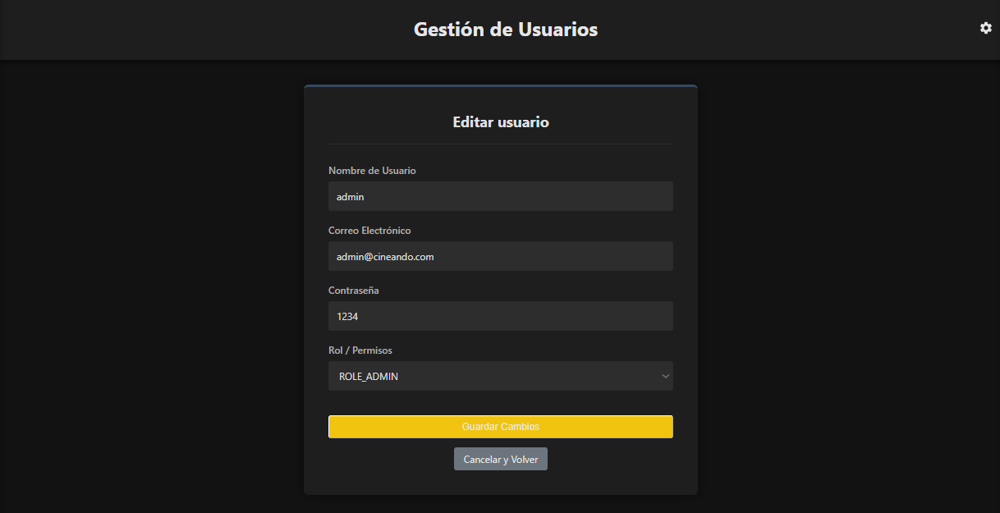 Gestión de Usuarios
Editar usuario
Nombre de Usuario
admin
Correo Electrónico
admin@cineando.com
Contraseña
1234
Rol / Permisos
ROLE_ADMIN
Guardar Cambios
Cancelar y Volver